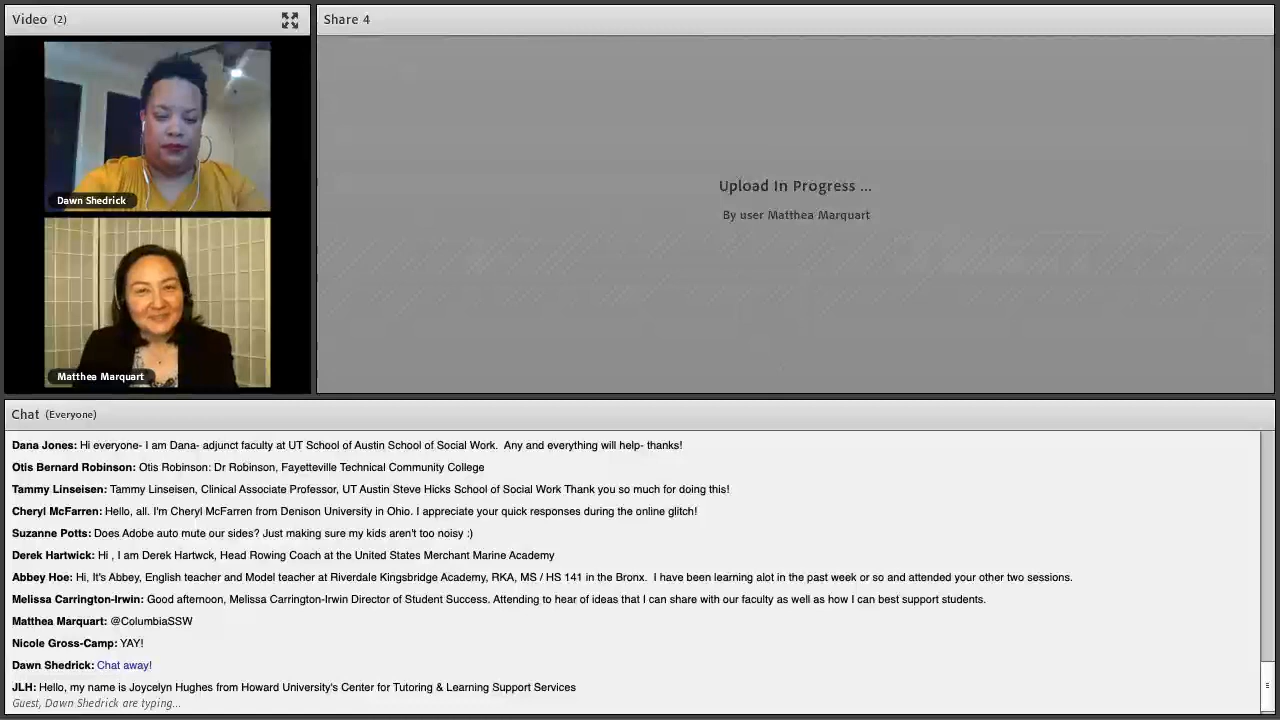 Video (2)
Share 4
Dawn Shedrick
Upload In Progress ...
By user Matthea Marquart
Matthea Marquart
Chat (Everyone)
Dana Jones: Hi everyone- I am Dana- adjunct faculty at UT School of Austin School of Social Work.  Any and everything will help- thanks!
Otis Bernard Robinson: Otis Robinson: Dr Robinson, Fayetteville Technical Community College
Tammy Linseisen: Tammy Linseisen, Clinical Associate Professor, UT Austin Steve Hicks School of Social Work Thank you so much for doing this!
Cheryl McFarren: Hello, all. I'm Cheryl McFarren from Denison University in Ohio. I appreciate your quick responses during the online glitch!
Suzanne Potts: Does Adobe auto mute our sides? Just making sure my kids aren't too noisy :)
Derek Hartwick: Hi , I am Derek Hartwck, Head Rowing Coach at the United States Merchant Marine Academy
Abbey Hoe: Hi, It's Abbey, English teacher and Model teacher at Riverdale Kingsbridge Academy, RKA, MS / HS 141 in the Bronx.  I have been learning alot in the past week or so and attended your other two sessions.
Melissa Carrington-Irwin: Good afternoon, Melissa Carrington-Irwin Director of Student Success. Attending to hear of ideas that I can share with our faculty as well as how I can best support students.
Matthea Marquart: @ColumbiaSSW
Nicole Gross-Camp: YAY!
Dawn Shedrick: Chat away!
JLH: Hello, my name is Joycelyn Hughes from Howard University's Center for Tutoring & Learning Support Services
Guest, Dawn Shedrick are typing...